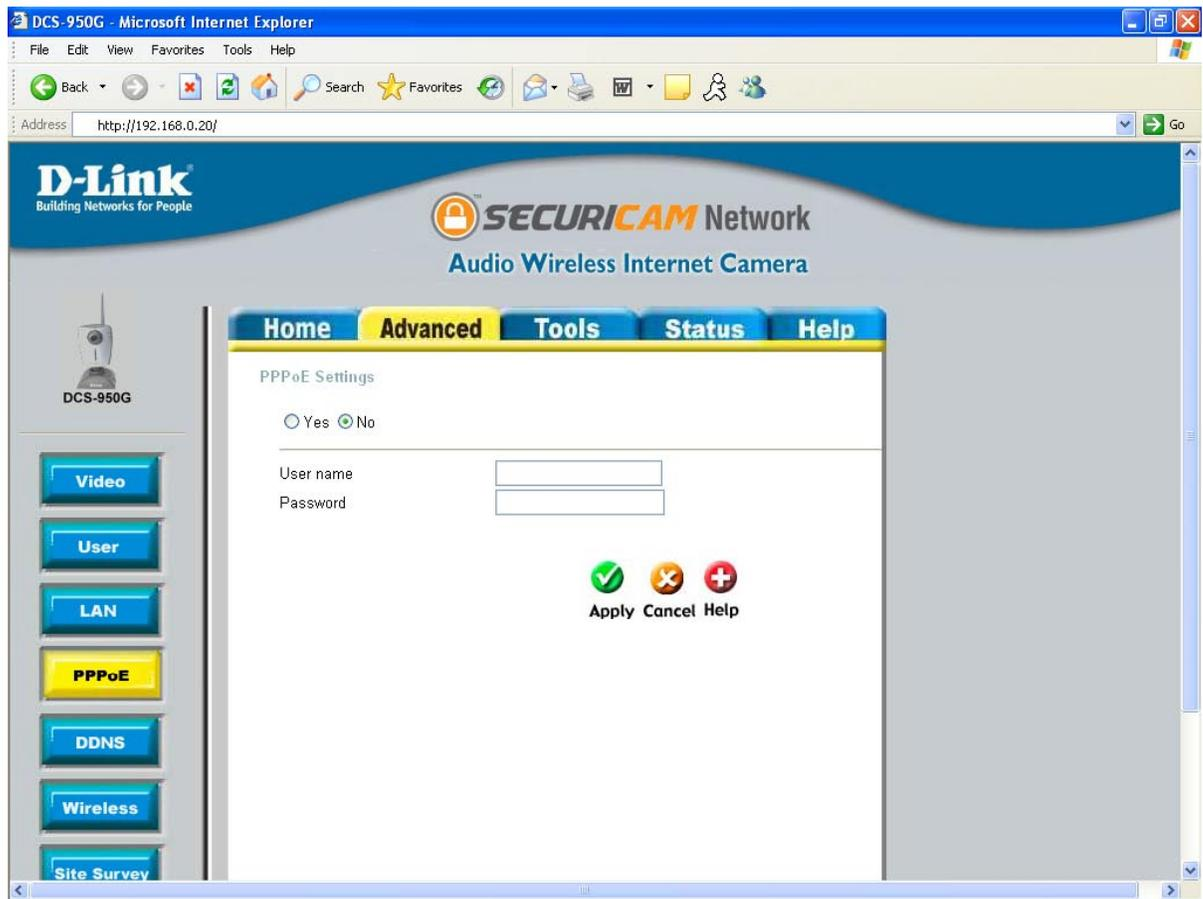 DCS-950G - Microsoft Internet Explorer
File Edit View Favorites Tools Help
Back Search Favorites
Address http://192.168.0.20/ Go
D-Link
Building Networks for People
SECURICAM Network
Audio Wireless Internet Camera
DCS-950G
Home Advanced Tools Status Help
PPPoE Settings
Yes No
User name
Password
Apply Cancel Help
Video
User
LAN
PPPoE
DDNS
Wireless
Site Survey